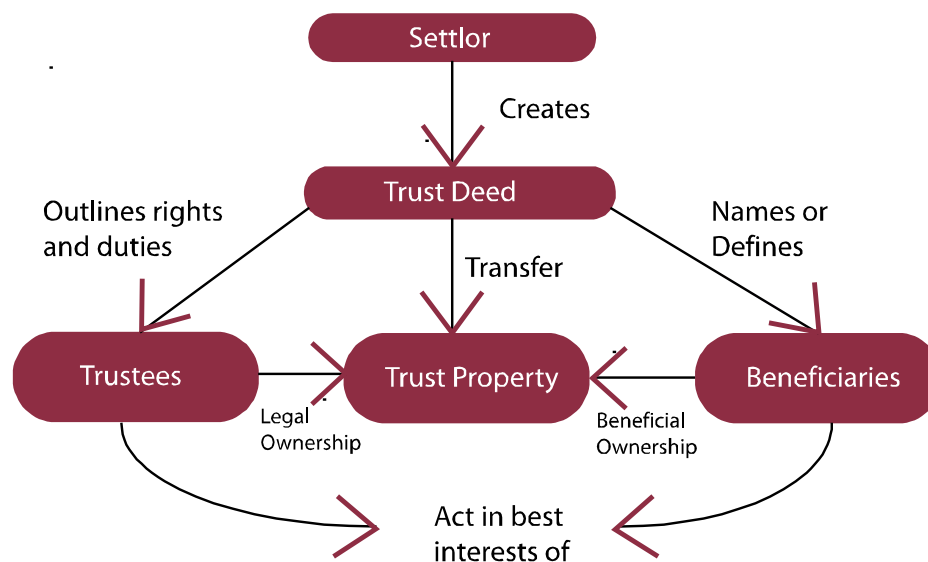 Settlor
Creates
Trust Deed
Outlines rights
and duties
Names or
Defines
Transfer
Trustees
Trust Property
Beneficiaries
Legal
Ownership
Beneficial
Ownership
Act in best
interests of